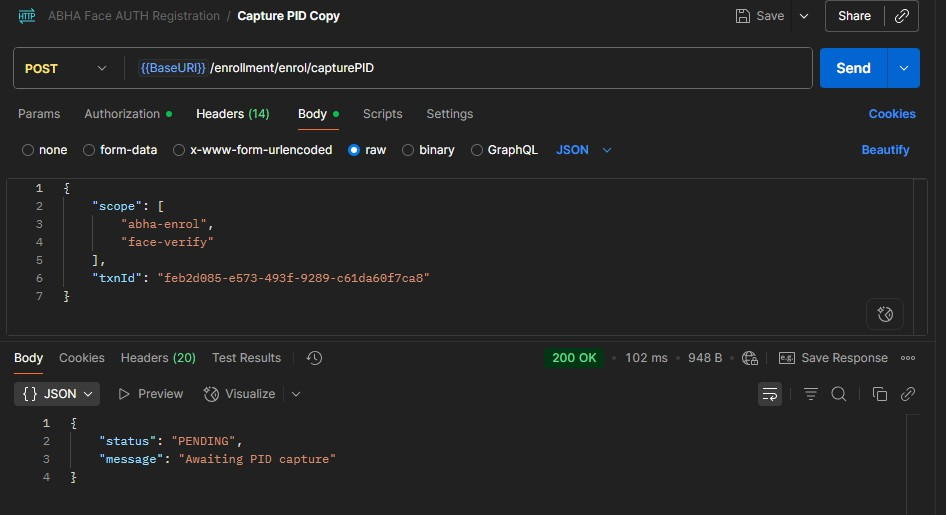 HTTP ABHA Face AUTH Registration / Capture PID Copy Save Share
POST {{BaseURI}} /enrollment/enrol/capturePID Send
Params Authorization Headers (14) Body Scripts Settings Cookies
none form-data x-www-form-urlencoded raw binary GraphQL JSON Beautify
1 {
2 "scope": [
3 "abha-enrol",
4 "face-verify"
5 ],
6 "txnId": "feb2d085-e573-493f-9289-c61da60f7ca8"
7 }
Body Cookies Headers (20) Test Results 200 OK • 102 ms • 948 B • e.g. Save Response
{} JSON Preview Visualize
1 {
2 "status": "PENDING",
3 "message": "Awaiting PID capture"
4 }